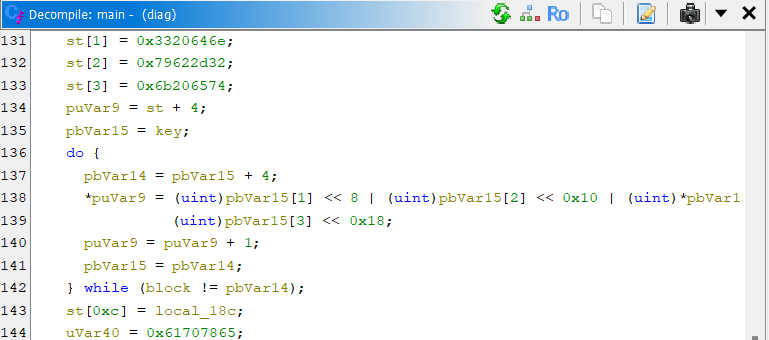 Decompile: main - (diag)
131 st[1] = 0x3320646e;
132 st[2] = 0x79622d32;
133 st[3] = 0x6b206574;
134 puVar9 = st + 4;
135 pbVar15 = key;
136 do {
137 pbVar14 = pbVar15 + 4;
138 *puVar9 = (uint)pbVar15[1] << 8 | (uint)pbVar15[2] << 0x10 | (uint)*pbVar1
139 (uint)pbVar15[3] << 0x18;
140 puVar9 = puVar9 + 1;
141 pbVar15 = pbVar14;
142 } while (block != pbVar14);
143 st[0xc] = local_18c;
144 uVar40 = 0x61707865;